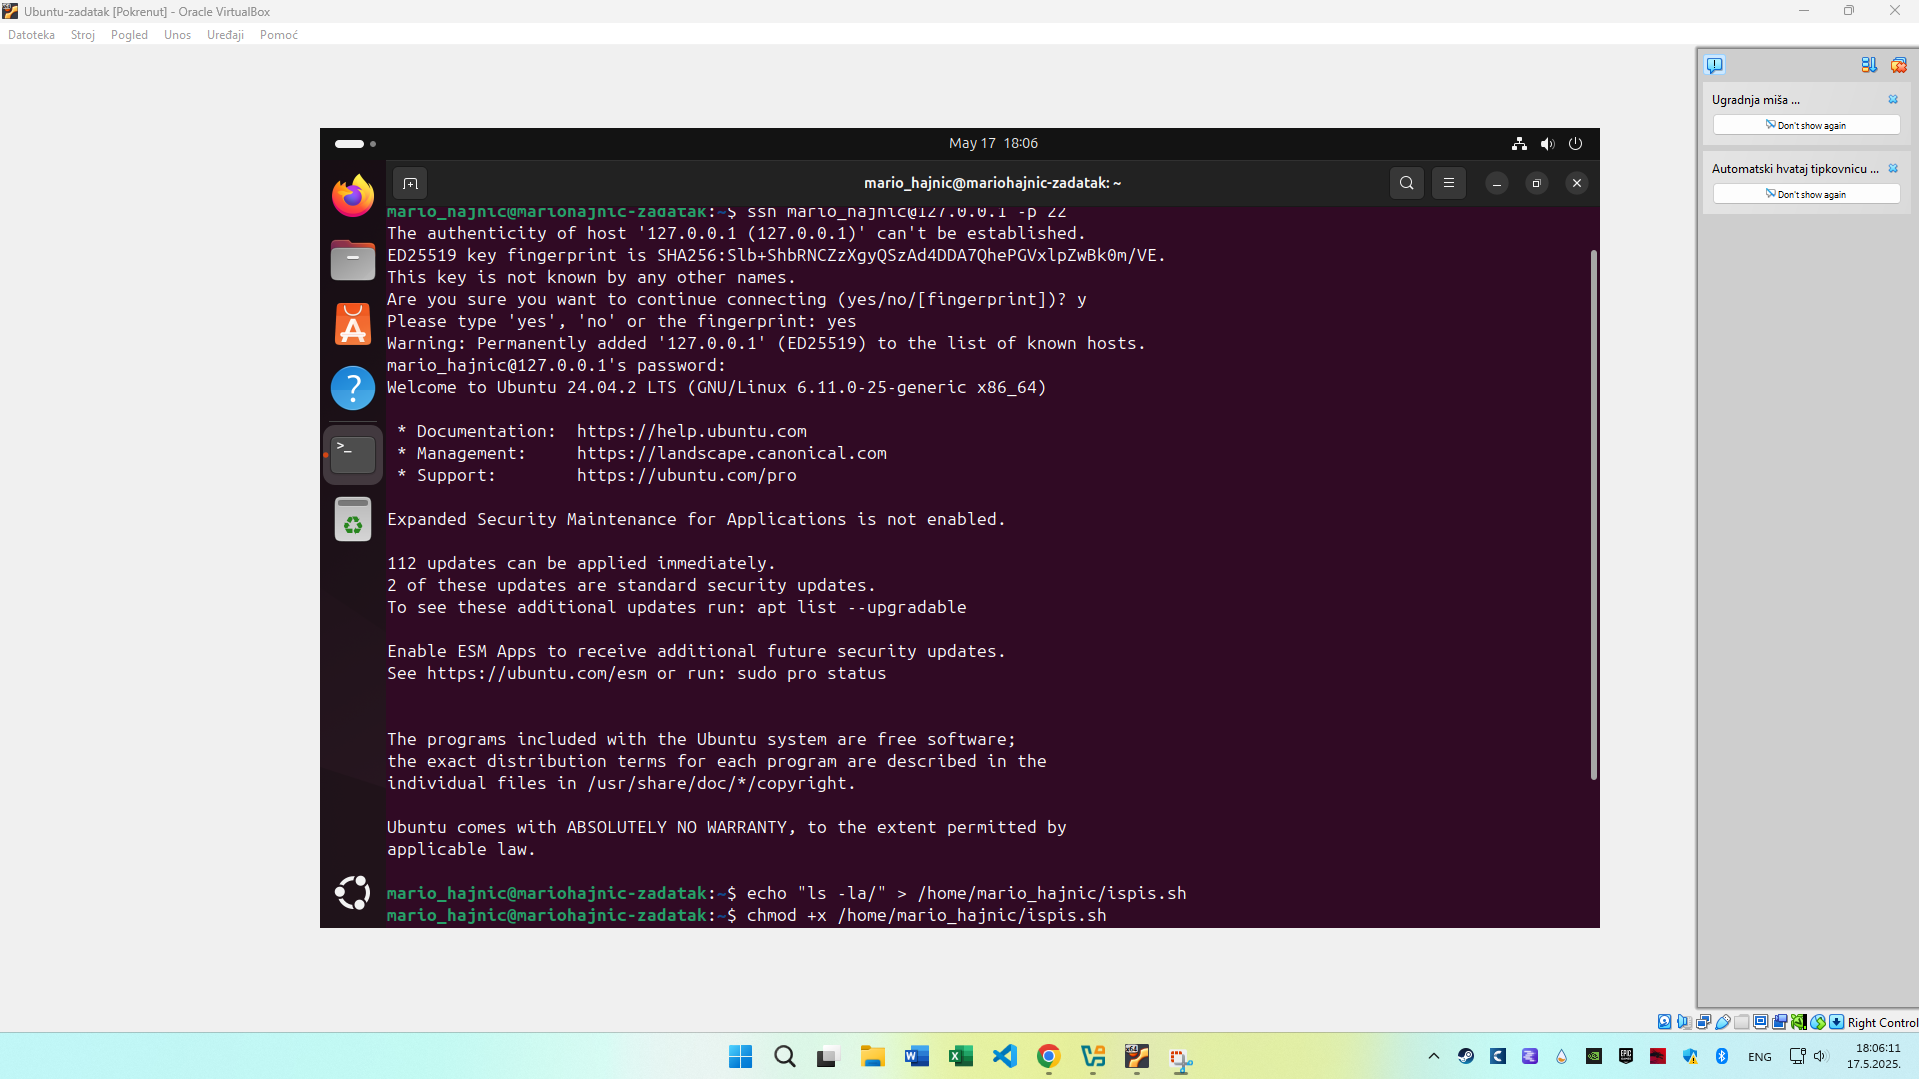 Ubuntu-zadatak [Pokrenut] - Oracle VirtualBox
Datoteka Stroj Pogled Unos Uređaji Pomoć
Ugradnja miša ...
Don't show again
Automatski hvataj tipkovnicu ...
Don't show again
May 17 18:06
mario_hajnic@mariohajnic-zadatak: ~
mario_hajnic@mariohajnic-zadatak:~$ ssh mario_hajnic@127.0.0.1 -p 22
The authenticity of host '127.0.0.1 (127.0.0.1)' can't be established.
ED25519 key fingerprint is SHA256:Slb+ShbRNCZzXgyQSzAd4DDA7QhePGVxlpZwBk0m/VE.
This key is not known by any other names.
Are you sure you want to continue connecting (yes/no/[fingerprint])? y
Please type 'yes', 'no' or the fingerprint: yes
Warning: Permanently added '127.0.0.1' (ED25519) to the list of known hosts.
mario_hajnic@127.0.0.1's password:
Welcome to Ubuntu 24.04.2 LTS (GNU/Linux 6.11.0-25-generic x86_64)
* Documentation: https://help.ubuntu.com
* Management: https://landscape.canonical.com
* Support: https://ubuntu.com/pro
Expanded Security Maintenance for Applications is not enabled.
112 updates can be applied immediately.
2 of these updates are standard security updates.
To see these additional updates run: apt list --upgradable
Enable ESM Apps to receive additional future security updates.
See https://ubuntu.com/esm or run: sudo pro status
The programs included with the Ubuntu system are free software;
the exact distribution terms for each program are described in the
individual files in /usr/share/doc/*/copyright.
Ubuntu comes with ABSOLUTELY NO WARRANTY, to the extent permitted by
applicable law.
mario_hajnic@mariohajnic-zadatak:~$ echo "ls -la/" > /home/mario_hajnic/ispis.sh
mario_hajnic@mariohajnic-zadatak:~$ chmod +x /home/mario_hajnic/ispis.sh
Right Control
ENG
18:06:11
17.5.2025.